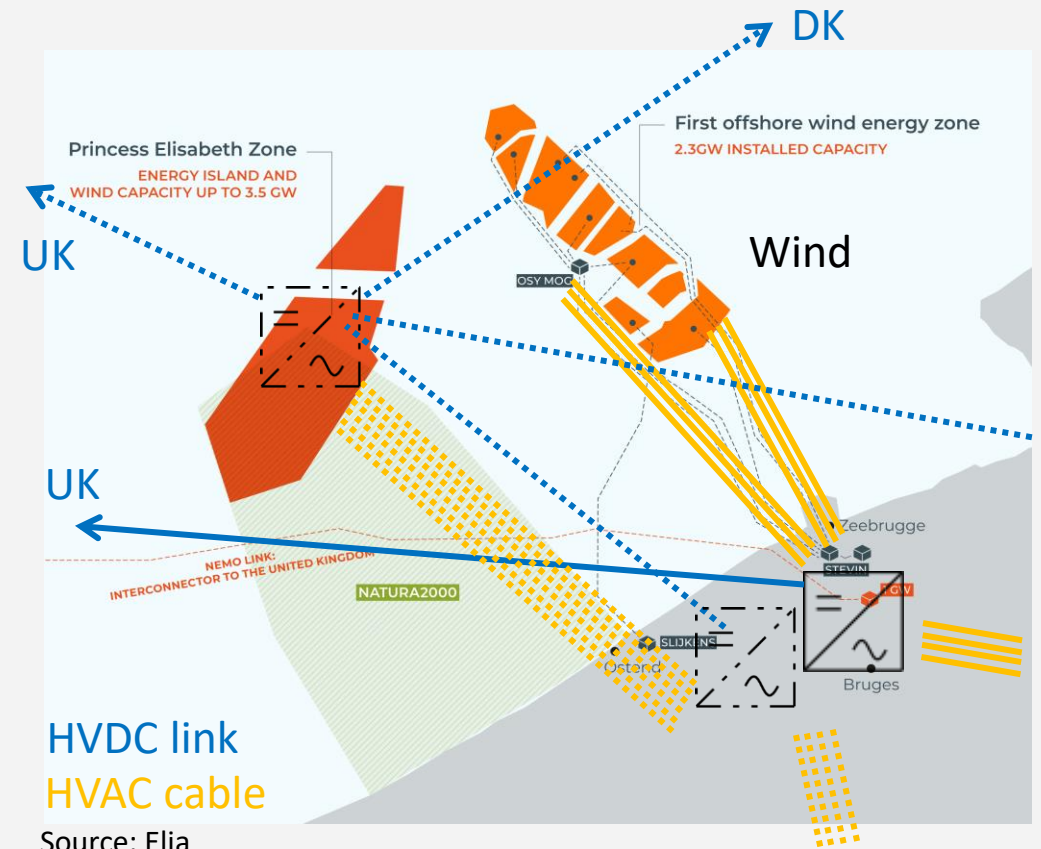 DK
Princess Elisabeth Zone
ENERGY ISLAND AND
WIND CAPACITY UP TO 3.5 GW
First offshore wind energy zone
2.3GW INSTALLED CAPACITY
UK
Wind
OSY MOG
UK
Zeebrugge
STEVIN
NEMO LINK:
INTERCONNECTOR TO THE UNITED KINGDOM
NATURA2000
GW
SLIJKENS
Ostend
Bruges
HVDC link
HVAC cable
Source: Elia